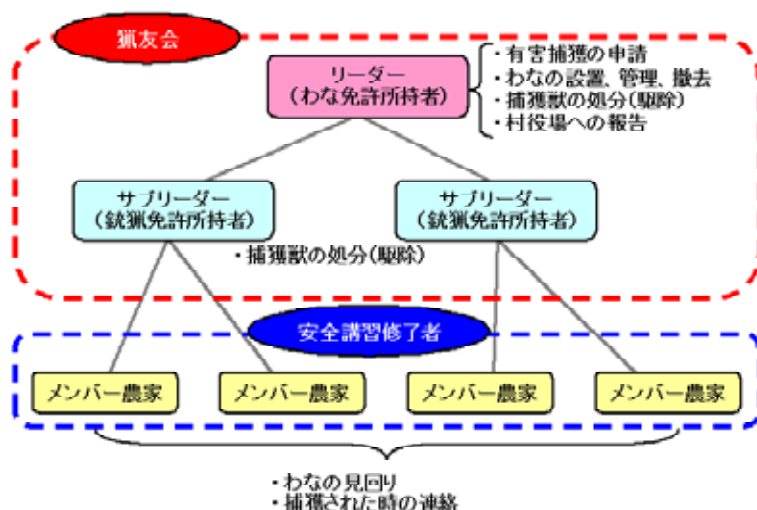 猟友会
リーダー
(わな免許所持者)
・有害捕獲の申請
・わなの設置、管理、撤去
・捕獲獣の処分(駆除)
・村役場への報告
サブリーダー
(銃猟免許所持者)
サブリーダー
(銃猟免許所持者)
・捕獲獣の処分(駆除)
安全講習修了者
メンバー農家
メンバー農家
メンバー農家
メンバー農家
・わなの見回り
・捕獲された時の連絡